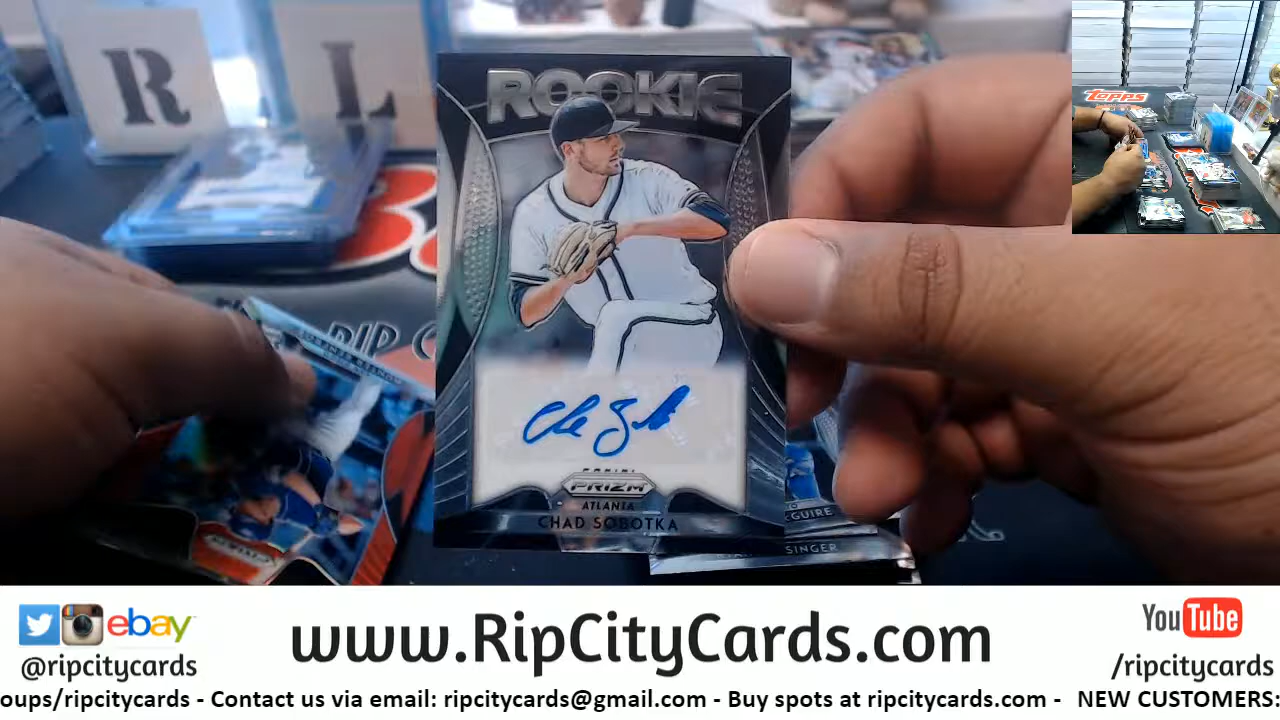 R L
TOPPS
ROOKIE
RIP C
PANINI
PRIZM
ATLANTA
CHAD SOBOTKA
GUIRE
SINGER
ebay
www.RipCityCards.com
YouTube
@ripcitycards
/ripcitycards
oups/ripcitycards - Contact us via email: ripcitycards@gmail.com - Buy spots at ripcitycards.com - NEW CUSTOMERS: